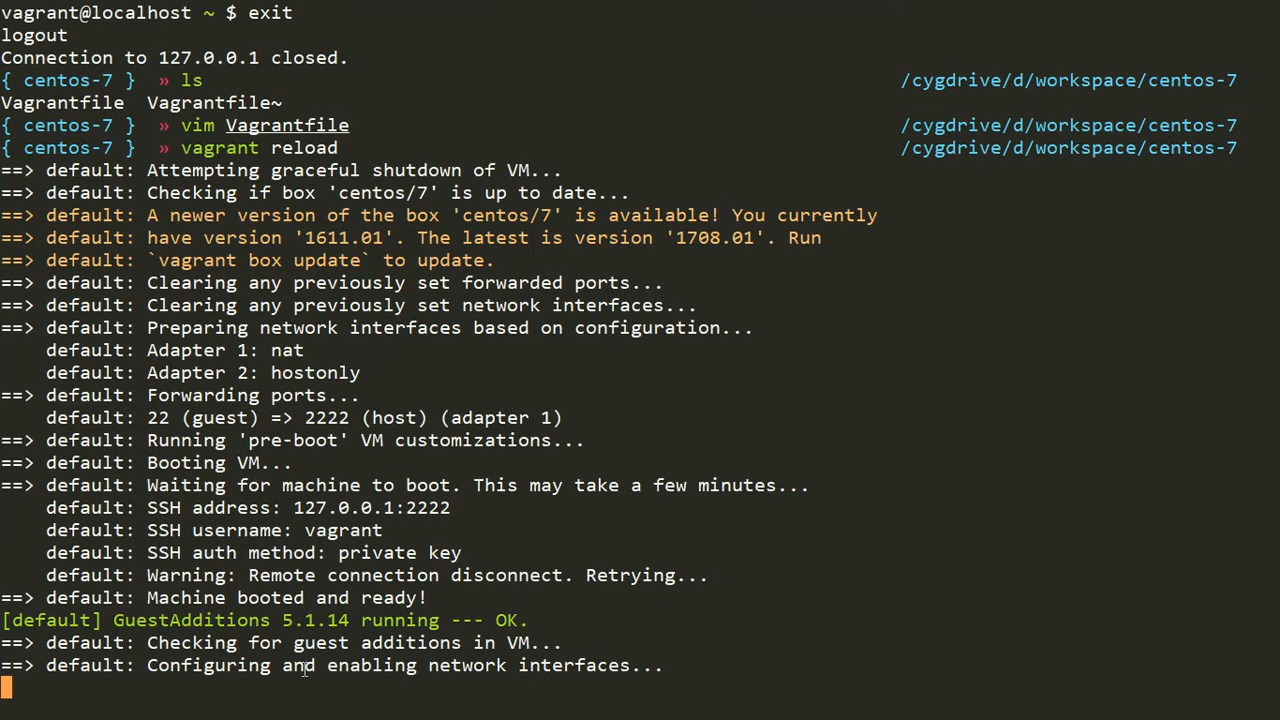 vagrant@localhost ~ $ exit
logout
Connection to 127.0.0.1 closed.
{ centos-7 } » ls /cygdrive/d/workspace/centos-7
Vagrantfile Vagrantfile~
{ centos-7 } » vim Vagrantfile /cygdrive/d/workspace/centos-7
{ centos-7 } » vagrant reload /cygdrive/d/workspace/centos-7
==> default: Attempting graceful shutdown of VM...
==> default: Checking if box 'centos/7' is up to date...
==> default: A newer version of the box 'centos/7' is available! You currently
==> default: have version '1611.01'. The latest is version '1708.01'. Run
==> default: `vagrant box update` to update.
==> default: Clearing any previously set forwarded ports...
==> default: Clearing any previously set network interfaces...
==> default: Preparing network interfaces based on configuration...
default: Adapter 1: nat
default: Adapter 2: hostonly
==> default: Forwarding ports...
default: 22 (guest) => 2222 (host) (adapter 1)
==> default: Running 'pre-boot' VM customizations...
==> default: Booting VM...
==> default: Waiting for machine to boot. This may take a few minutes...
default: SSH address: 127.0.0.1:2222
default: SSH username: vagrant
default: SSH auth method: private key
default: Warning: Remote connection disconnect. Retrying...
==> default: Machine booted and ready!
[default] GuestAdditions 5.1.14 running --- OK.
==> default: Checking for guest additions in VM...
==> default: Configuring and enabling network interfaces...